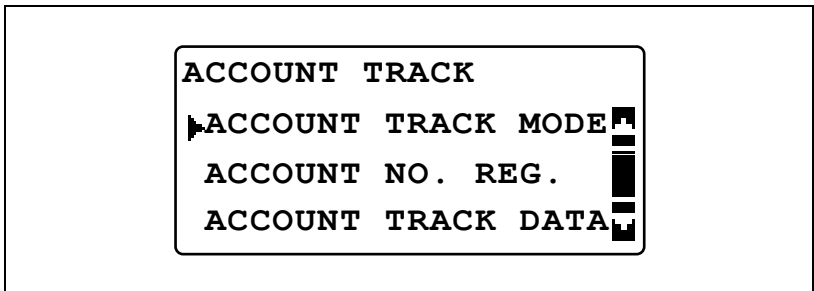 ACCOUNT TRACK
ACCOUNT TRACK MODE
ACCOUNT NO. REG.
ACCOUNT TRACK DATA